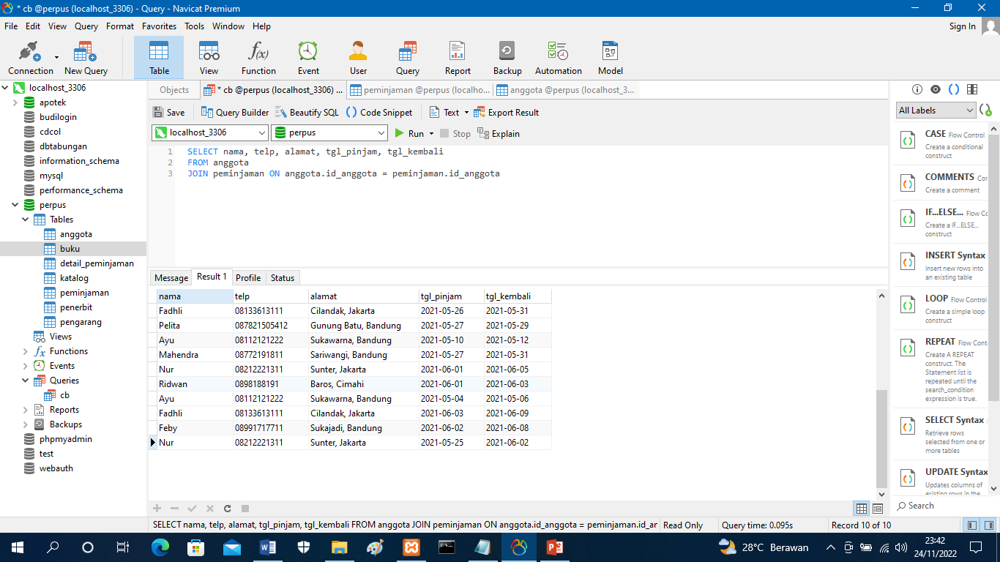 * cb @perpus (localhost_3306) - Query - Navicat Premium
File Edit View Query Format Favorites Tools Window Help Sign In
Connection New Query Table View Function Event User Query Report Backup Automation Model
localhost_3306
apotek
budilogin
cdcol
dbtabungan
information_schema
mysql
performance_schema
perpus
Tables
anggota
buku
detail_peminjaman
katalog
peminjaman
penerbit
pengarang
Views
Functions
Events
Queries
cb
Reports
Backups
phpmyadmin
test
webauth
Objects * cb @perpus (localhost_3306) ... peminjaman @perpus (localho... anggota @perpus (localhost_3...
Save Query Builder Beautify SQL Code Snippet Text Export Result
localhost_3306 perpus Run Stop Explain
1 SELECT nama, telp, alamat, tgl_pinjam, tgl_kembali
2 FROM anggota
3 JOIN peminjaman ON anggota.id_anggota = peminjaman.id_anggota
Message Result 1 Profile Status
nama telp alamat tgl_pinjam tgl_kembali
Fadhli 08133613111 Cilandak, Jakarta 2021-05-26 2021-05-31
Pelita 087821505412 Gunung Batu, Bandung 2021-05-27 2021-05-29
Ayu 08112121222 Sukawarna, Bandung 2021-05-10 2021-05-12
Mahendra 08772191811 Sariwangi, Bandung 2021-05-27 2021-05-31
Nur 08212221311 Sunter, Jakarta 2021-06-01 2021-06-05
Ridwan 0898188191 Baros, Cimahi 2021-06-01 2021-06-03
Ayu 08112121222 Sukawarna, Bandung 2021-05-04 2021-05-06
Fadhli 08133613111 Cilandak, Jakarta 2021-06-03 2021-06-09
Feby 08991717711 Sukajadi, Bandung 2021-06-02 2021-06-08
Nur 08212221311 Sunter, Jakarta 2021-05-25 2021-06-02
All Labels
CASE Flow Control
Create a conditional
construct
COMMENTS Cor
Create a comment
IF...ELSE... Flow Cc
Create a IF...ELSE...
construct
INSERT Syntax
Insert new rows into
an existing table
LOOP Flow Control
Create a simple loop
construct
REPEAT Flow Cont
Create A REPEAT
construct. The
Statement list is
repeated until the
search_condition
expression is true.
SELECT Syntax
Retrieve rows
selected from one or
more tables
UPDATE Syntax
Updates columns of
existing rows in the
Search
SELECT nama, telp, alamat, tgl_pinjam, tgl_kembali FROM anggota JOIN peminjaman ON anggota.id_anggota = peminjaman.id_ar Read Only Query time: 0.095s Record 10 of 10
28°C Berawan 23:42
24/11/2022